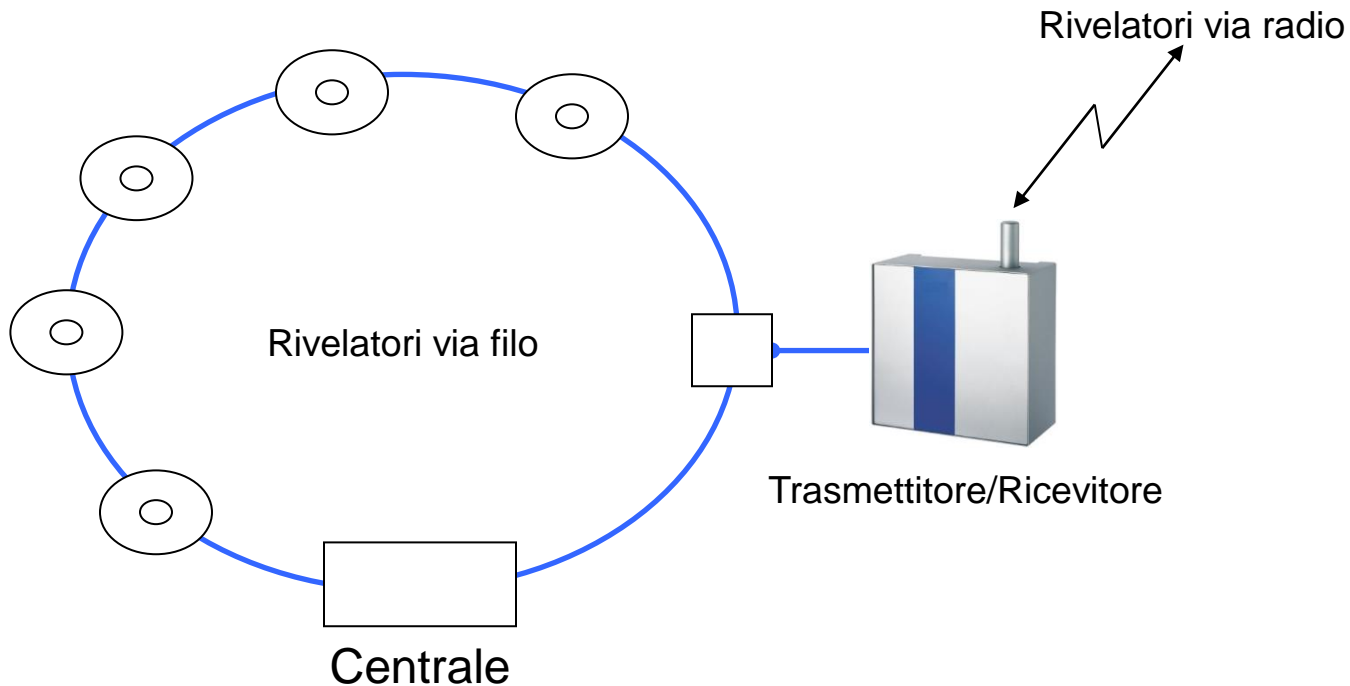 Rivelatori via radio
Rivelatori via filo
Trasmettitore/Ricevitore
Centrale